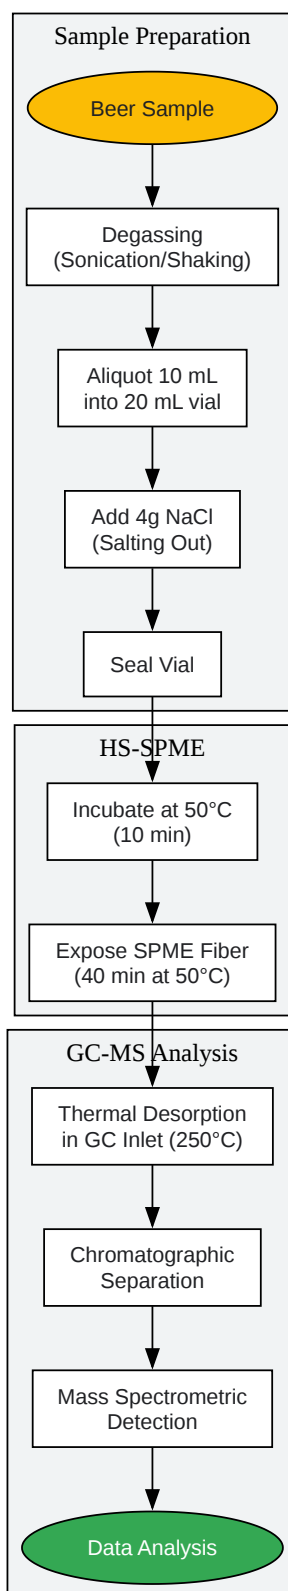 Sample Preparation
Beer Sample
Degassing
(Sonication/Shaking)
Aliquot 10 mL
into 20 mL vial
Add 4g NaCl
(Salting Out)
Seal Vial
HS-SPME
Incubate at 50°C
(10 min)
Expose SPME Fiber
(40 min at 50°C)
GC-MS Analysis
Thermal Desorption
in GC Inlet (250°C)
Chromatographic
Separation
Mass Spectrometric
Detection
Data Analysis